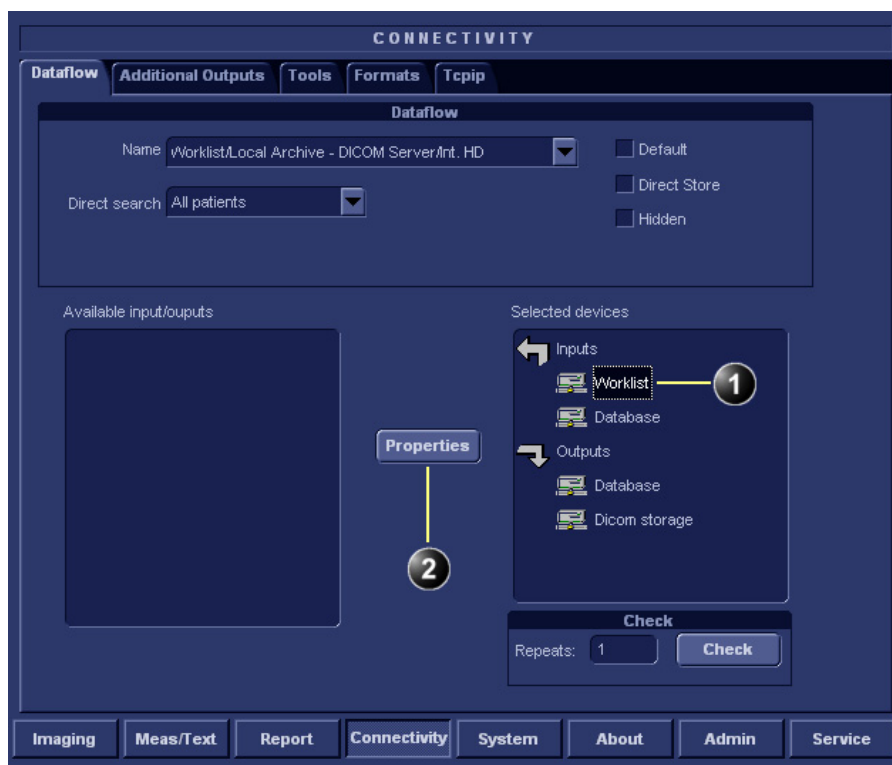 CONNECTIVITY
Dataflow Additional Outputs Tools Formats Tcpip
Dataflow
Name Worklist/Local Archive - DICOM Server/Int. HD
Default
Direct Store
Direct search All patients
Hidden
Available input/ouputs
Selected devices
Inputs
Worklist 1
Database
Properties
Outputs
Database
Dicom storage
2
Check
Repeats: 1 Check
Imaging Meas/Text Report Connectivity System About Admin Service